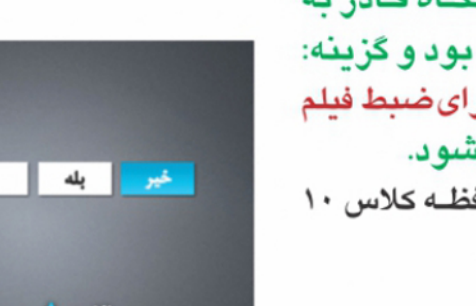 قادر به
بود و گزینه:
ضبط فیلم
شود.
کلاس ۱۰
خیر
بله